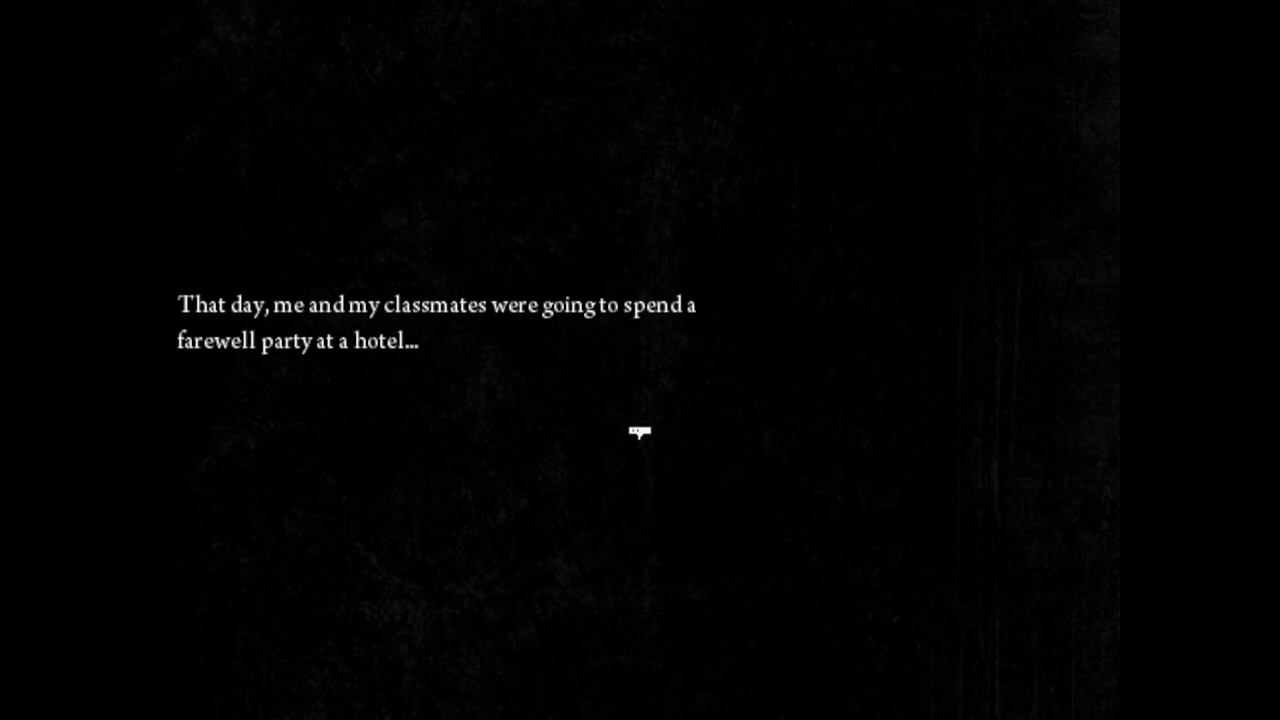 That day, me and my classmates were going to spend a
farewell party at a hotel...